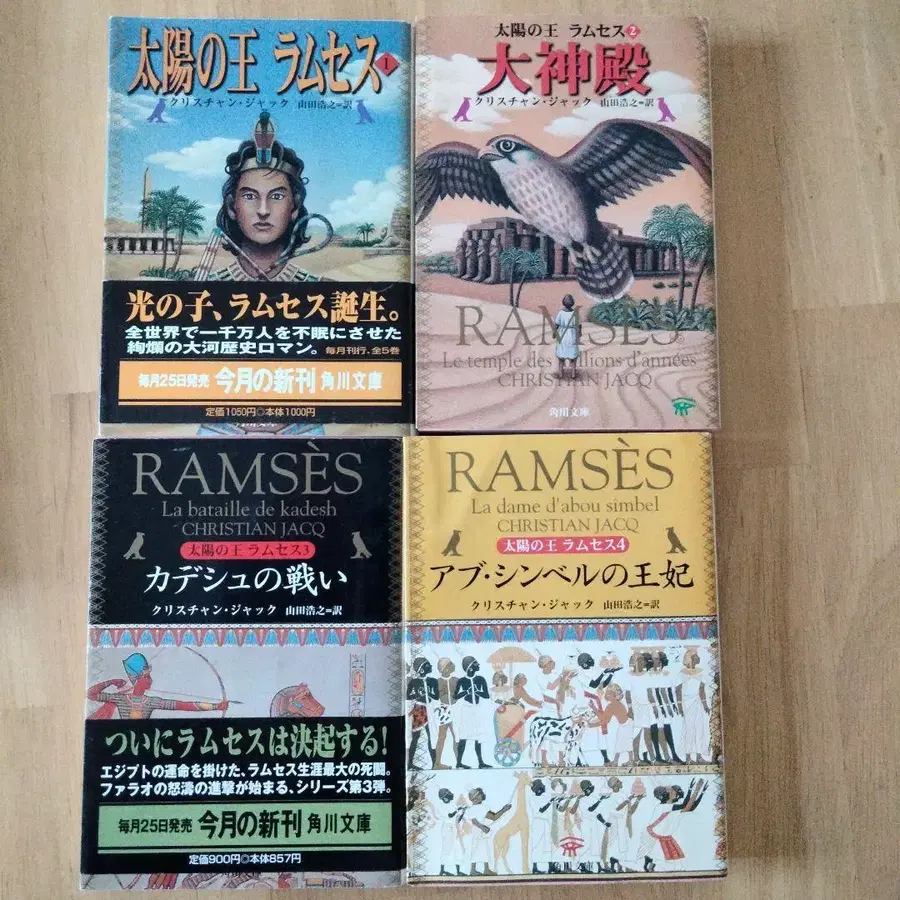 太陽の王 ラムセス 1
クリスチャン・ジャック 山田浩之=訳
光の子、ラムセス誕生。
全世界で一千万人を不眠にさせた
絢爛の大河歴史ロマン。 毎月刊行、全5巻
毎月25日発売 今月の新刊 角川文庫
定価1050円◎本体1000円
太陽の王 ラムセス 2
大神殿
クリスチャン・ジャック 山田浩之=訳
RAMSÈS
Le temple des millions d'années
CHRISTIAN JACQ
角川文庫
RAMSÈS
La bataille de kadesh
CHRISTIAN JACQ
太陽の王 ラムセス3
カデシュの戦い
クリスチャン・ジャック 山田浩之=訳
ついにラムセスは決起する!
エジプトの運命を掛けた、ラムセス生涯最大の死闘。
ファラオの怒濤の進撃が始まる、シリーズ第3弾。
毎月25日発売 今月の新刊 角川文庫
定価900円◎本体857円
RAMSÈS
La dame d'abou simbel
CHRISTIAN JACQ
太陽の王 ラムセス4
アブ・シンベルの王妃
クリスチャン・ジャック 山田浩之=訳
角川文庫